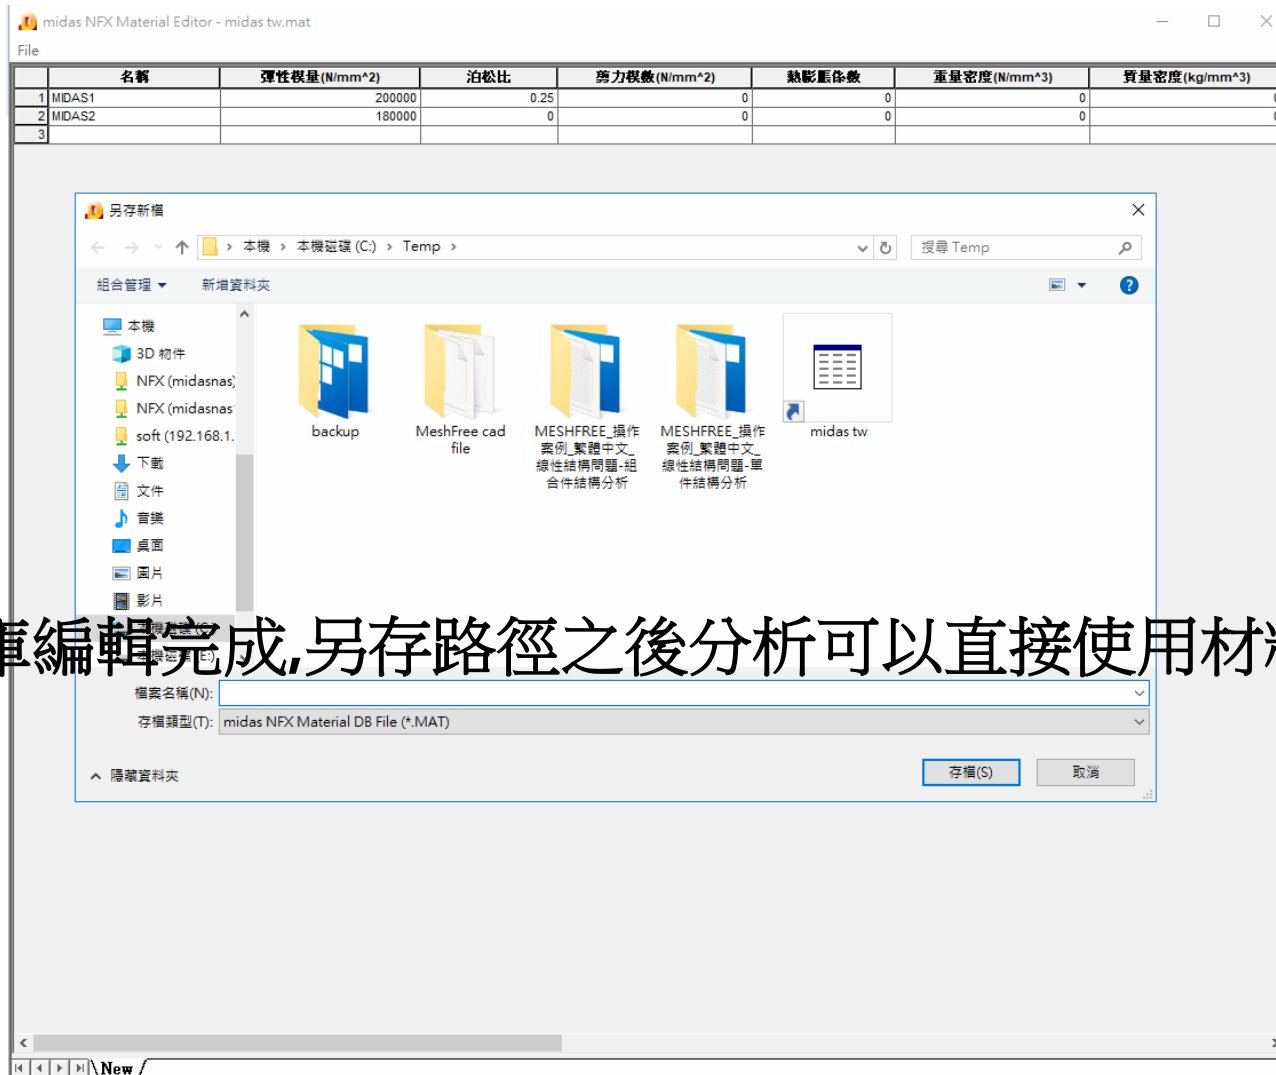 midas NFX Material Editor - midas tw.mat
File
名稱 彈性模量(N/mm^2) 泊松比 剪力模數(N/mm^2) 熱膨脹係數 重量密度(N/mm^3) 質量密度(kg/mm^3)
1 MIDAS1 200000 0.25 0 0 0 0
2 MIDAS2 180000 0 0 0 0 0
3
另存新檔
本機 > 本機磁碟 (C:) > Temp >
搜尋 Temp
組合管理 新增資料夾
本機
3D 物件
NFX (midasnas)
NFX (midasnas
soft (192.168.1.
下載
文件
音樂
桌面
圖片
影片
本機磁碟 (C:)
本機磁碟 (E:)
backup
MeshFree cad
file
MESHFREE_操作
案例_繁體中文_
線性結構問題-組
合件結構分析
MESHFREE_操作
案例_繁體中文_
線性結構問題-單
件結構分析
midas tw
庫編輯完成,另存路徑之後分析可以直接使用材料
檔案名稱(N):
存檔類型(T): midas NFX Material DB File (*.MAT)
隱藏資料夾
存檔(S) 取消
New